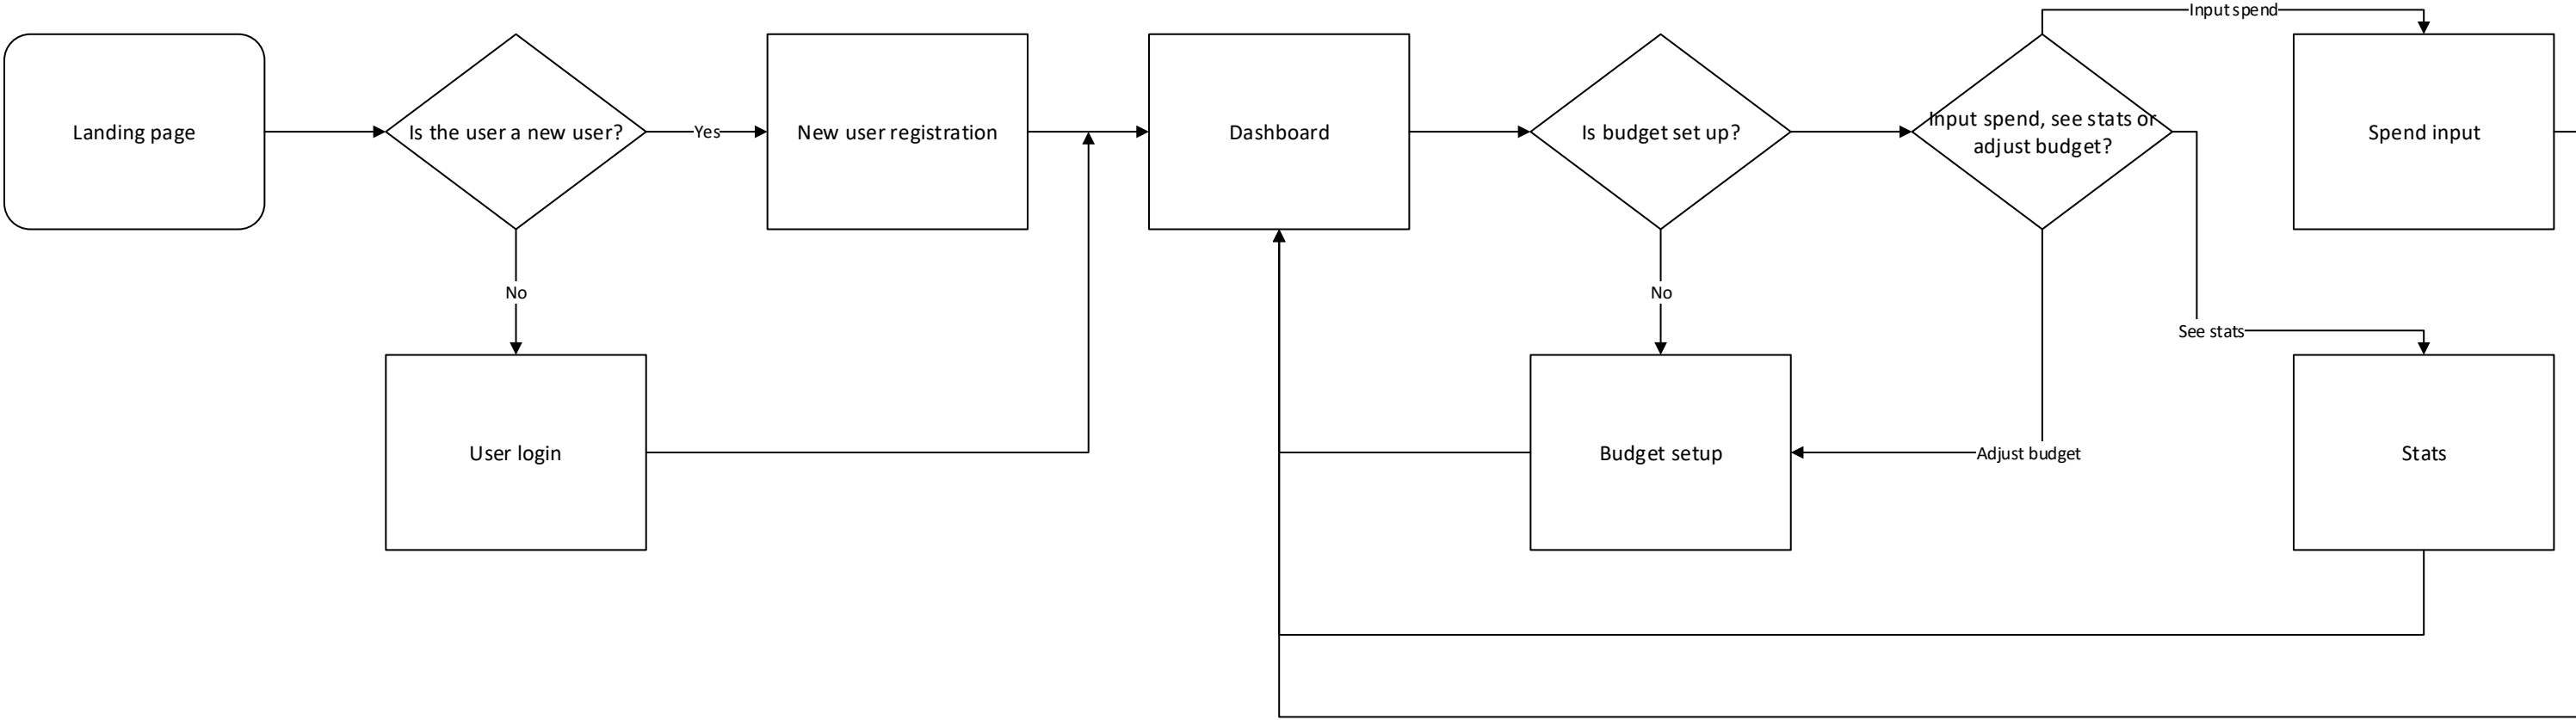 Input spend
Landing page
Is the user a new user?
Yes
New user registration
Dashboard
Is budget set up?
Input spend, see stats or
adjust budget?
Spend input
No
No
See stats
User login
Budget setup
Adjust budget
Stats